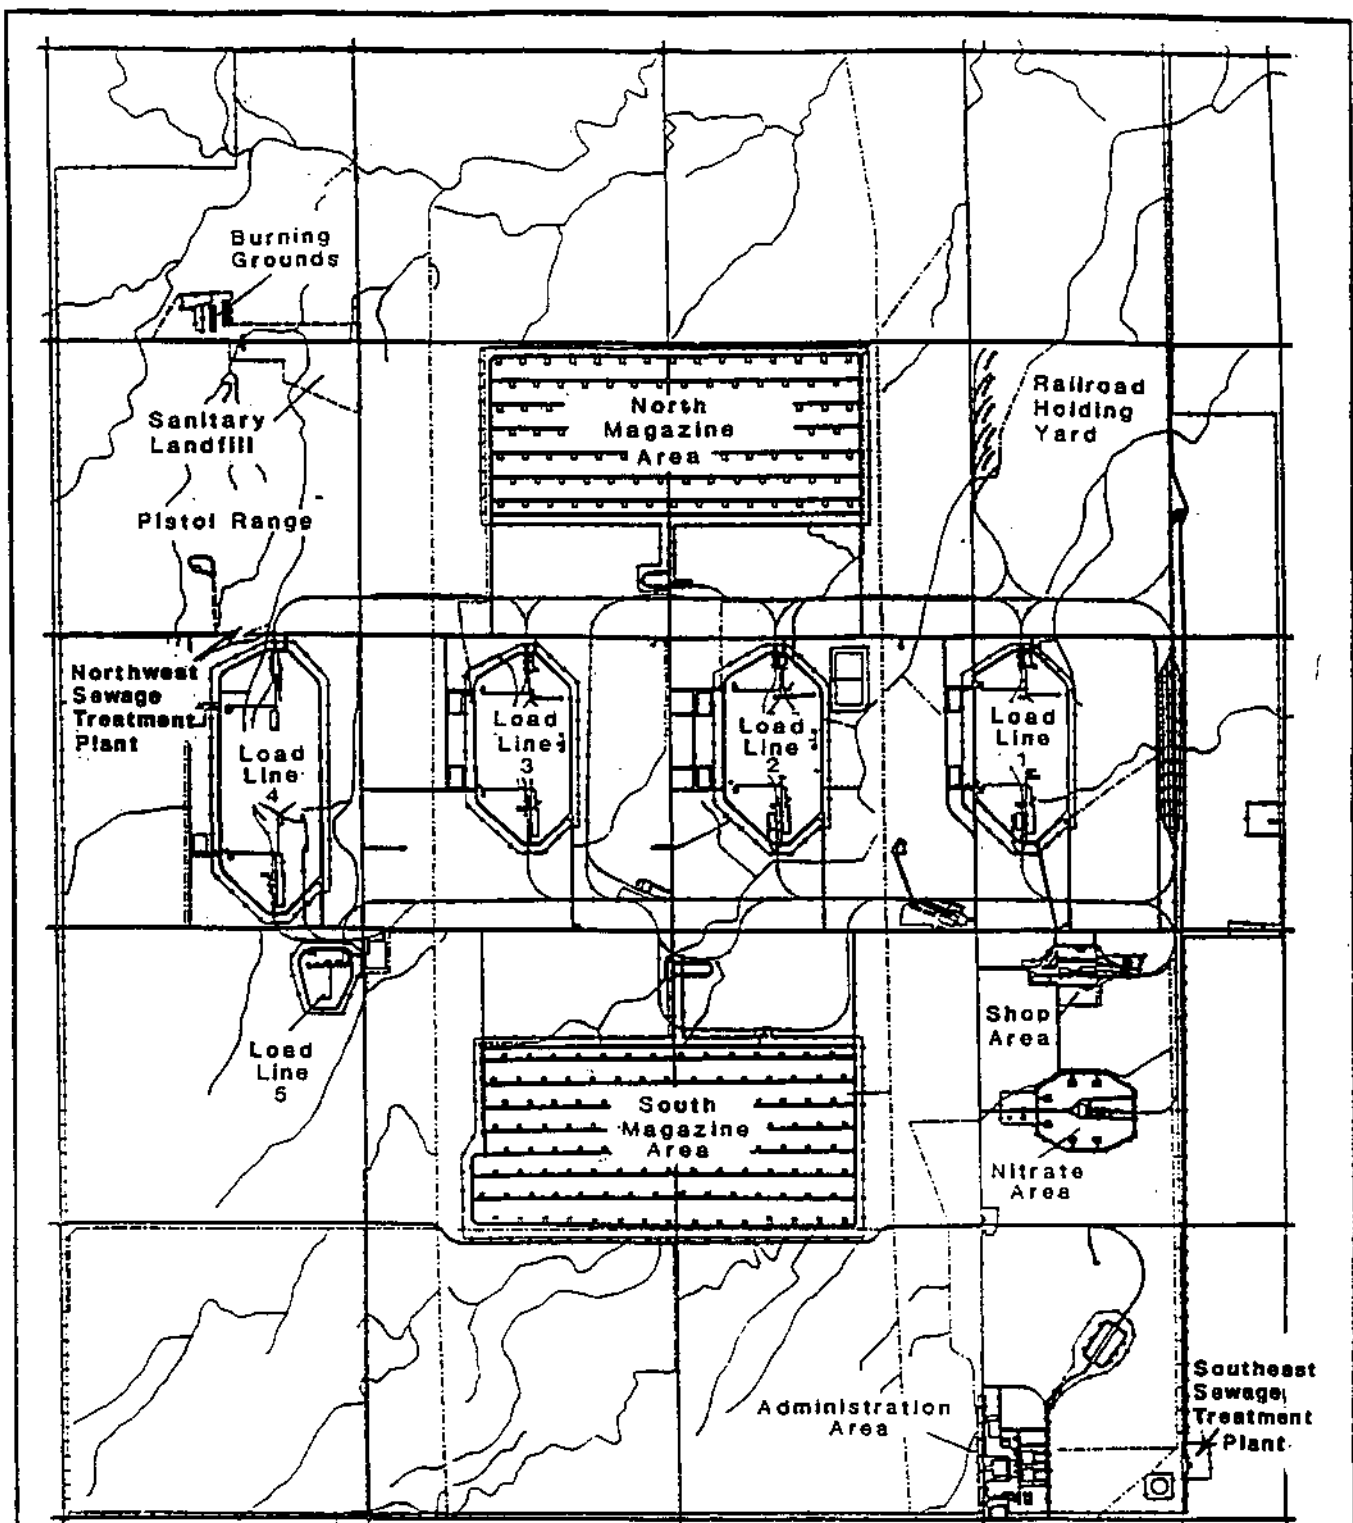 Burning
Grounds
Sanitary
Landfill
North
Magazine
Area
Railroad
Holding
Yard
Pistol Range
Northwest
Sewage
Treatment
Plant
Load
Line
4
Load
Line
3
Load
Line
2
Load
Line
1
Load
Line
5
South
Magazine
Area
Shop
Area
Nitrate
Area
Administration
Area
Southeast
Sewage
Treatment
Plant